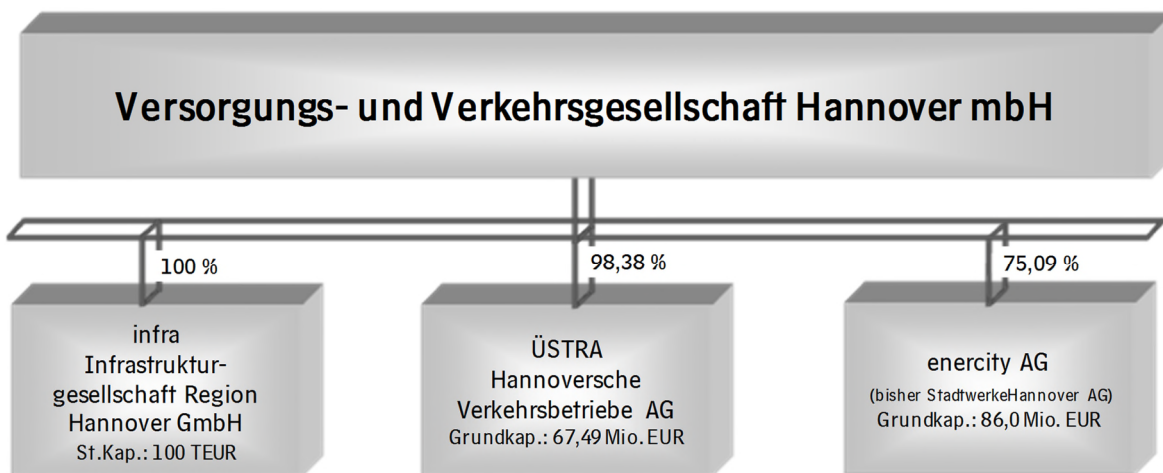 Versorgungs- und Verkehrsgesellschaft Hannover mbH
100 %
98,38 %
75,09 %
infra
Infrastruktur-
gesellschaft Region
Hannover GmbH
St.Kap.: 100 TEUR
ÜSTRA
Hannoversche
Verkehrsbetriebe AG
Grundkap.: 67,49 Mio. EUR
enercity AG
(bisher StadtwerkeHannover AG)
Grundkap.: 86,0 Mio. EUR